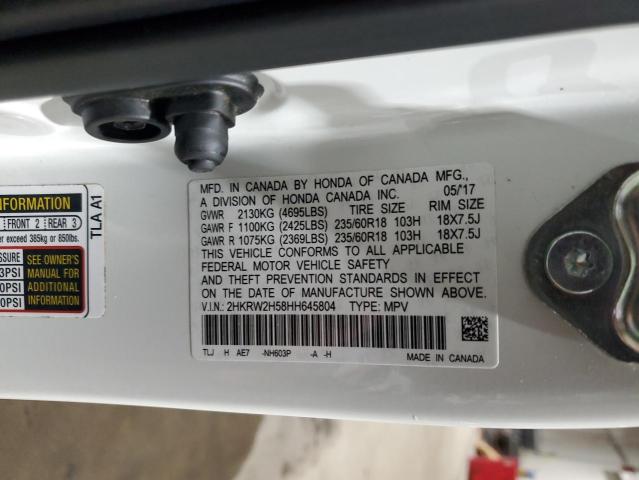 INFORMATION
FRONT 2 REAR 3
er exceed 385kg or 850lbs.
TLA A1
SSURE
3PSI
0PSI
0PSI
SEE OWNER'S
MANUAL FOR
ADDITIONAL
INFORMATION
MFD. IN CANADA BY HONDA OF CANADA MFG.,
A DIVISION OF HONDA CANADA INC. 05/17
GVWR 2130KG (4695LBS) TIRE SIZE RIM SIZE
GAWR F 1100KG (2425LBS) 235/60R18 103H 18X7.5J
GAWR R 1075KG (2369LBS) 235/60R18 103H 18X7.5J
THIS VEHICLE CONFORMS TO ALL APPLICABLE
FEDERAL MOTOR VEHICLE SAFETY
AND THEFT PREVENTION STANDARDS IN EFFECT
ON THE DATE OF MANUFACTURE SHOWN ABOVE.
V.I.N.: 2HKRW2H58HH645804 TYPE: MPV
TLJ H AE7 -NH603P -A -H MADE IN CANADA